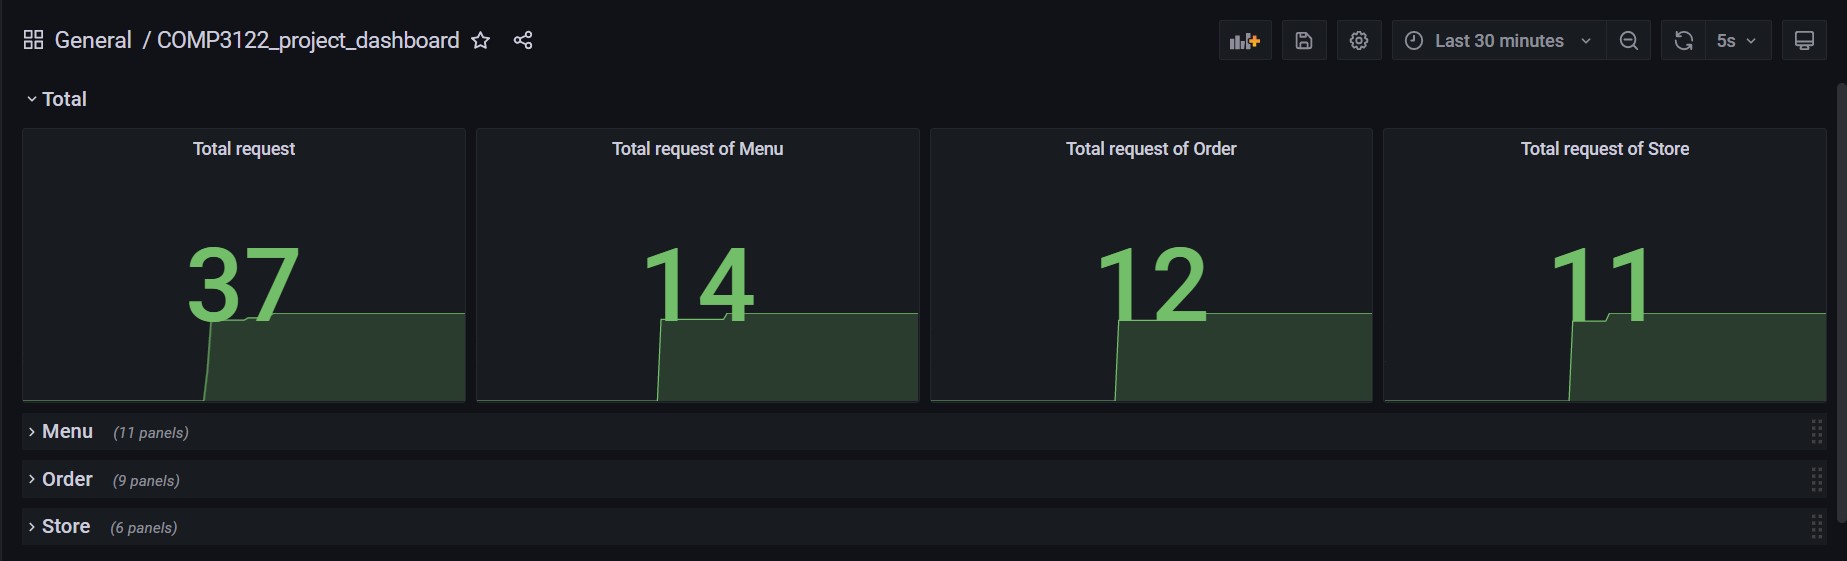 General / COMP3122_project_dashboard Last 30 minutes 5s
Total
Total request Total request of Menu Total request of Order Total request of Store
37 14 12 11
Menu (11 panels)
Order (9 panels)
Store (6 panels)